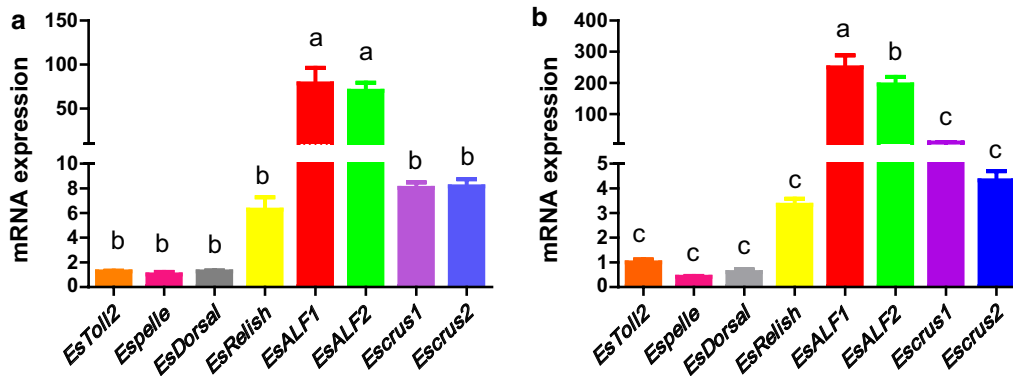 a
mRNA expression
150
100
50
10
8
6
4
2
0
b b b b a a b b
EsToll2 Espelle EsDorsal EsRelish EsALF1 EsALF2 Escrus1 Escrus2
b
mRNA expression
400
300
200
100
5
4
3
2
1
0
c c c c a b c c
EsToll2 Espelle EsDorsal EsRelish EsALF1 EsALF2 Escrus1 Escrus2